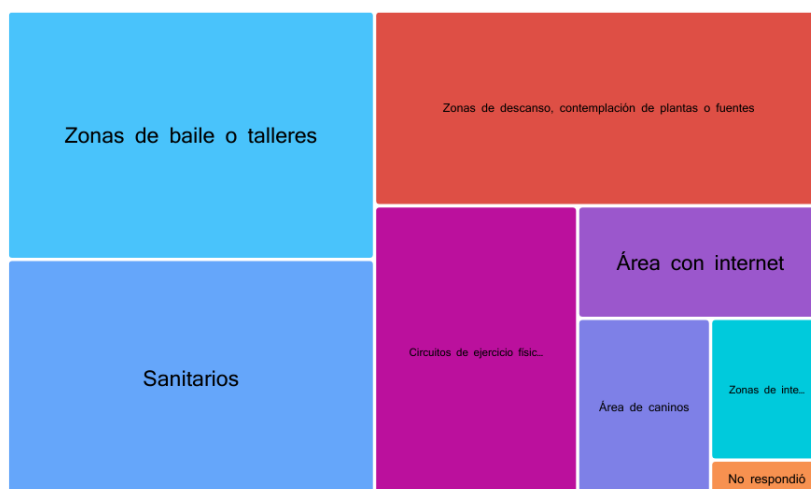 Zonas de baile o talleres
Zonas de descanso, contemplación de plantas o fuentes
Sanitarios
Circuitos de ejercicio físic...
Área con internet
Área de caninos
Zonas de inte...
No respondió